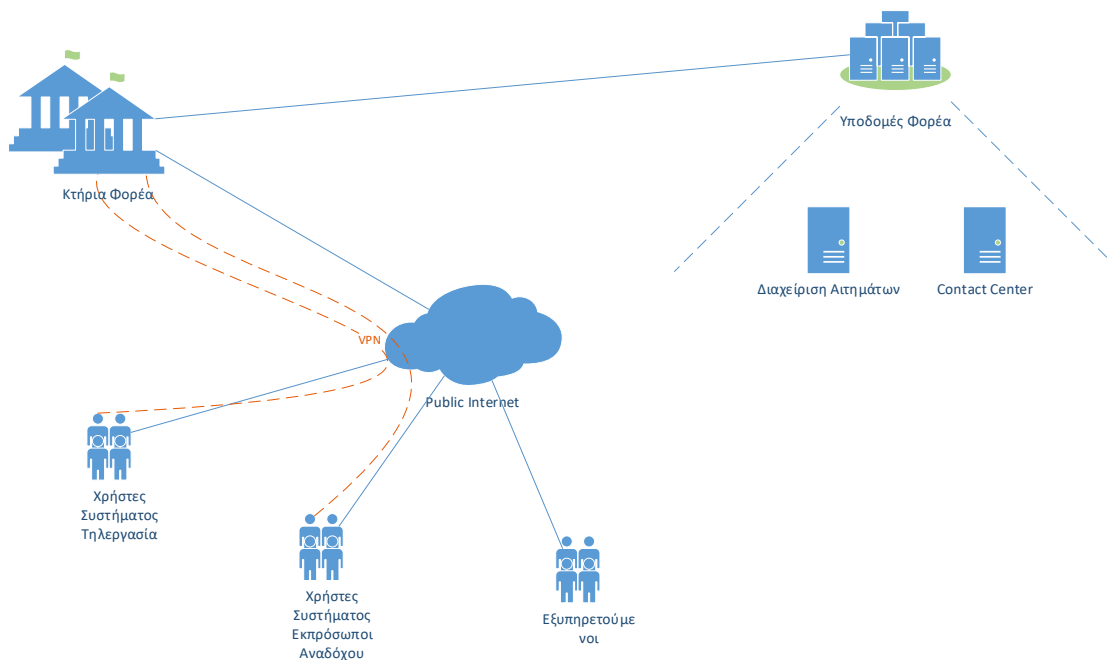 Υποδομές Φορέα
Κτήρια Φορέα
Διαχείριση Αιτημάτων
Contact Center
VPN
Public Internet
Χρήστες
Συστήματος
Τηλεργασία
Χρήστες
Συστήματος
Εκπρόσωποι
Αναδόχου
Εξυπηρετούμε
νοι